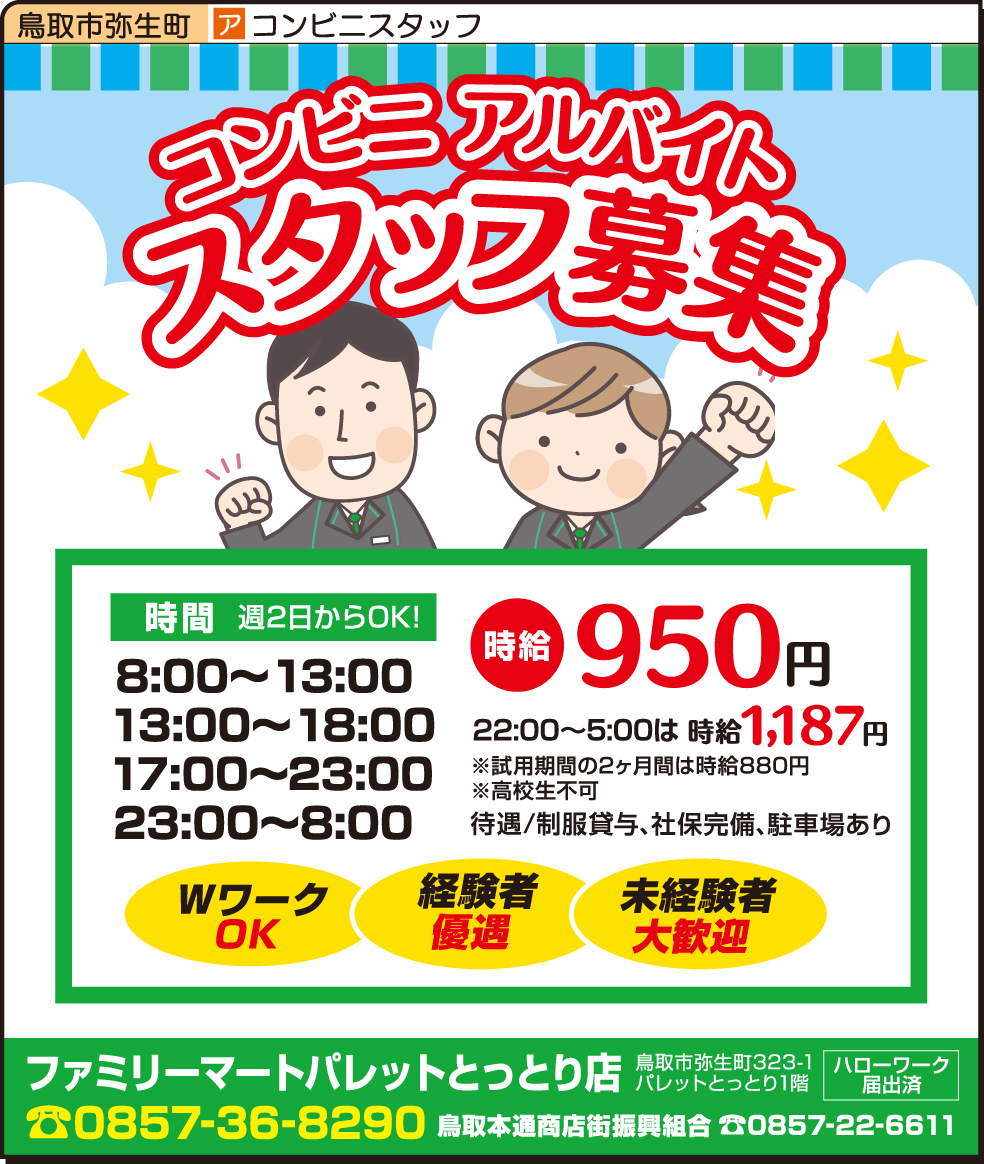 鳥取市弥生町 ア コンビニスタッフ
コンビニ アルバイト
スタッフ募集
時間 週2日からOK!
8:00～13:00
13:00～18:00
17:00～23:00
23:00～8:00
時給 950円
22:00～5:00は 時給1,187円
※試用期間の2ヶ月間は時給880円
※高校生不可
待遇/制服貸与、社保完備、駐車場あり
Wワーク
OK
経験者
優遇
未経験者
大歓迎
ファミリーマートパレットとっとり店
鳥取市弥生町323-1
パレットとっとり1階
ハローワーク
届出済
☎0857-36-8290 鳥取本通商店街振興組合 ☎0857-22-6611